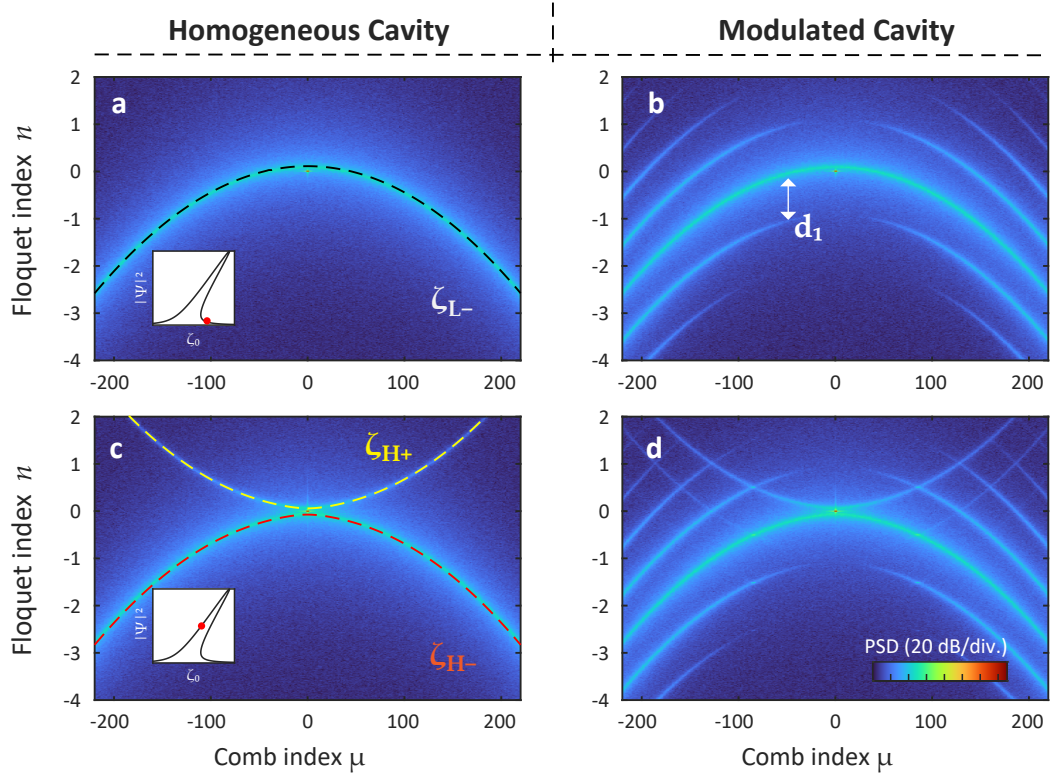 Homogeneous Cavity
Modulated Cavity
Floquet index n
2
1
0
-1
-2
-3
-4
a
|Ψ|²
ζ₀
ζL−
-200
-100
0
100
200
2
1
0
-1
-2
-3
-4
b
d₁
-200
-100
0
100
200
Floquet index n
2
1
0
-1
-2
-3
-4
c
ζH+
|Ψ|²
ζ₀
ζH−
-200
-100
0
100
200
Comb index μ
2
1
0
-1
-2
-3
-4
d
PSD (20 dB/div.)
-200
-100
0
100
200
Comb index μ